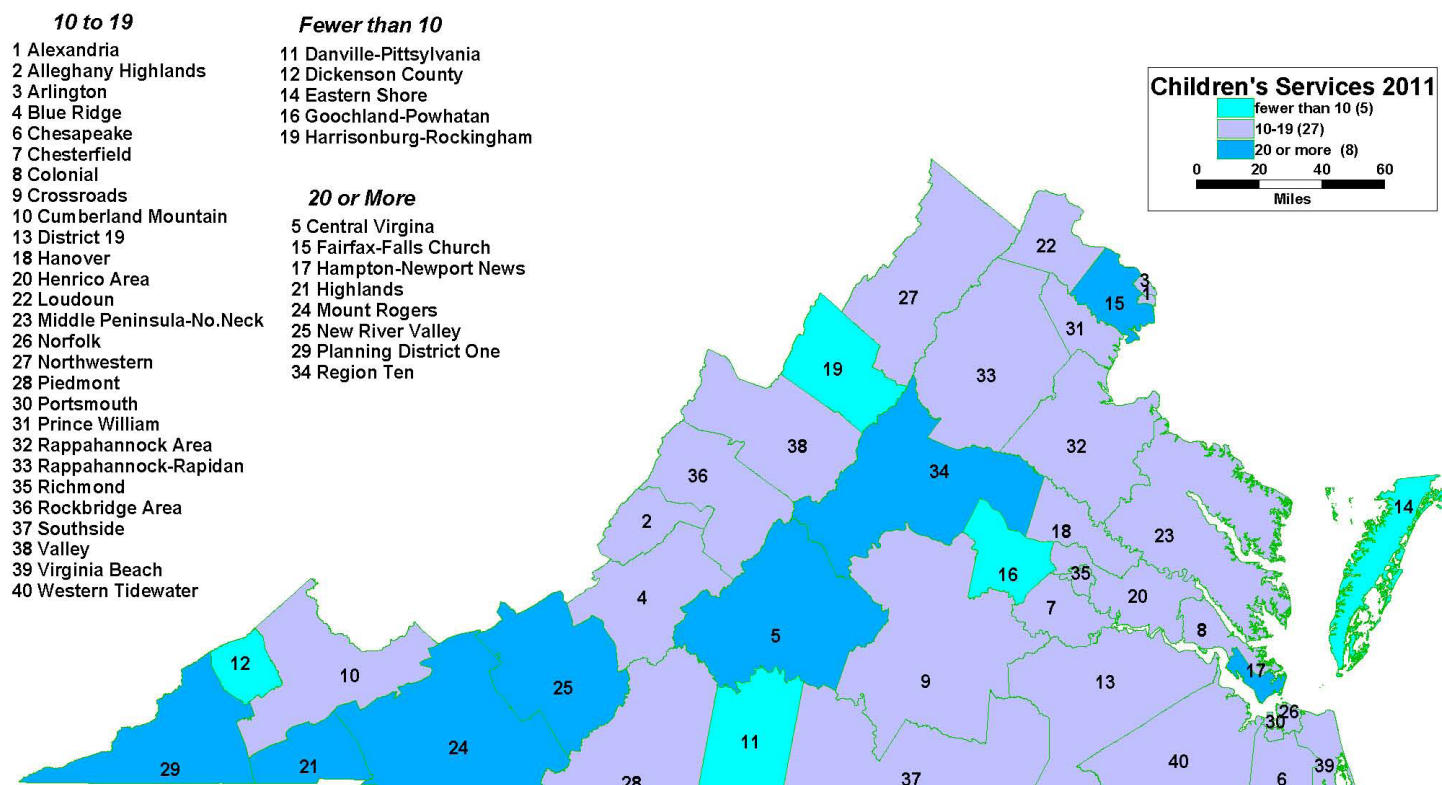 10 to 19
1 Alexandria
2 Alleghany Highlands
3 Arlington
4 Blue Ridge
6 Chesapeake
7 Chesterfield
8 Colonial
9 Crossroads
10 Cumberland Mountain
13 District 19
18 Hanover
20 Henrico Area
22 Loudoun
23 Middle Peninsula-No.Neck
26 Norfolk
27 Northwestern
28 Piedmont
30 Portsmouth
31 Prince William
32 Rappahannock Area
33 Rappahannock-Rapidan
35 Richmond
36 Rockbridge Area
37 Southside
38 Valley
39 Virginia Beach
40 Western Tidewater
Fewer than 10
11 Danville-Pittsylvania
12 Dickenson County
14 Eastern Shore
16 Goochland-Powhatan
19 Harrisonburg-Rockingham
20 or More
5 Central Virgina
15 Fairfax-Falls Church
17 Hampton-Newport News
21 Highlands
24 Mount Rogers
25 New River Valley
29 Planning District One
34 Region Ten
Children's Services 2011
fewer than 10 (5)
10-19 (27)
20 or more (8)
0 20 40 60
Miles
22
3
1
27
15
31
19
33
38
32
34
36
14
2
18
23
16
35
4
20
7
5
8
12
10
17
25
9
13
26
30
11
24
29
21
28
37
40
6
39